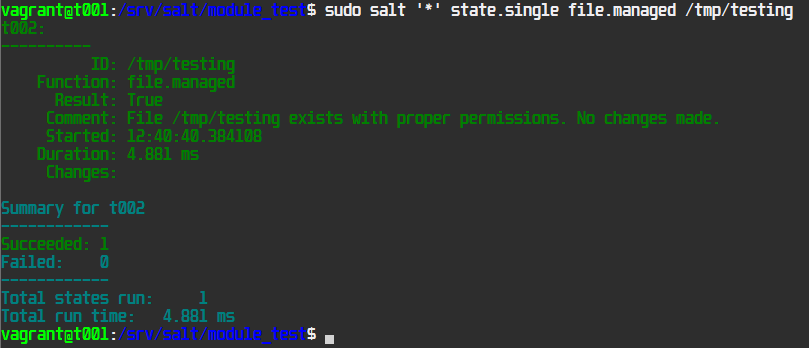 vagrant@t001:/srv/salt/module_test$ sudo salt '*' state.single file.managed /tmp/testing
t002:
----------
          ID: /tmp/testing
    Function: file.managed
      Result: True
     Comment: File /tmp/testing exists with proper permissions. No changes made.
     Started: 12:40:40.384108
    Duration: 4.881 ms
     Changes:

Summary for t002
------------
Succeeded: 1
Failed:    0
------------
Total states run:     1
Total run time:   4.881 ms
vagrant@t001:/srv/salt/module_test$